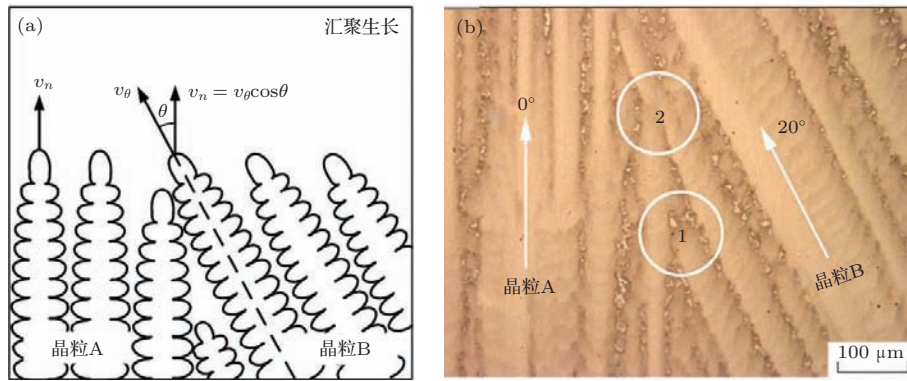 (a)
汇聚生长
v_n
v_θ
θ
v_n = v_θcosθ
晶粒A
晶粒B
(b)
0°
2
20°
1
晶粒A
晶粒B
100 μm